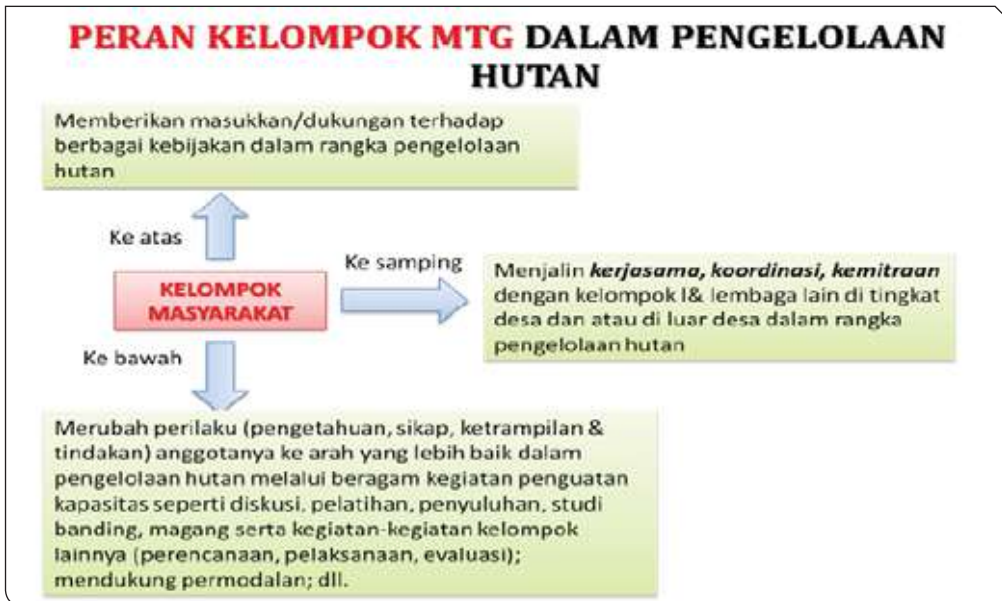 PERAN KELOMPOK MTG DALAM PENGELOLAAN
HUTAN
Memberikan masukkan/dukungan terhadap
berbagai kebijakan dalam rangka pengelolaan
hutan
Ke atas
Ke samping
KELOMPOK
MASYARAKAT
Menjalin kerjasama, koordinasi, kemitraan
dengan kelompok l& lembaga lain di tingkat
desa dan atau di luar desa dalam rangka
pengelolaan hutan
Ke bawah
Merubah perilaku (pengetahuan, sikap, ketrampilan &
tindakan) anggotanya ke arah yang lebih baik dalam
pengelolaan hutan melalui beragam kegiatan penguatan
kapasitas seperti diskusi, pelatihan, penyuluhan, studi
banding, magang serta kegiatan-kegiatan kelompok
lainnya (perencanaan, pelaksanaan, evaluasi);
mendukung permodalan; dll.